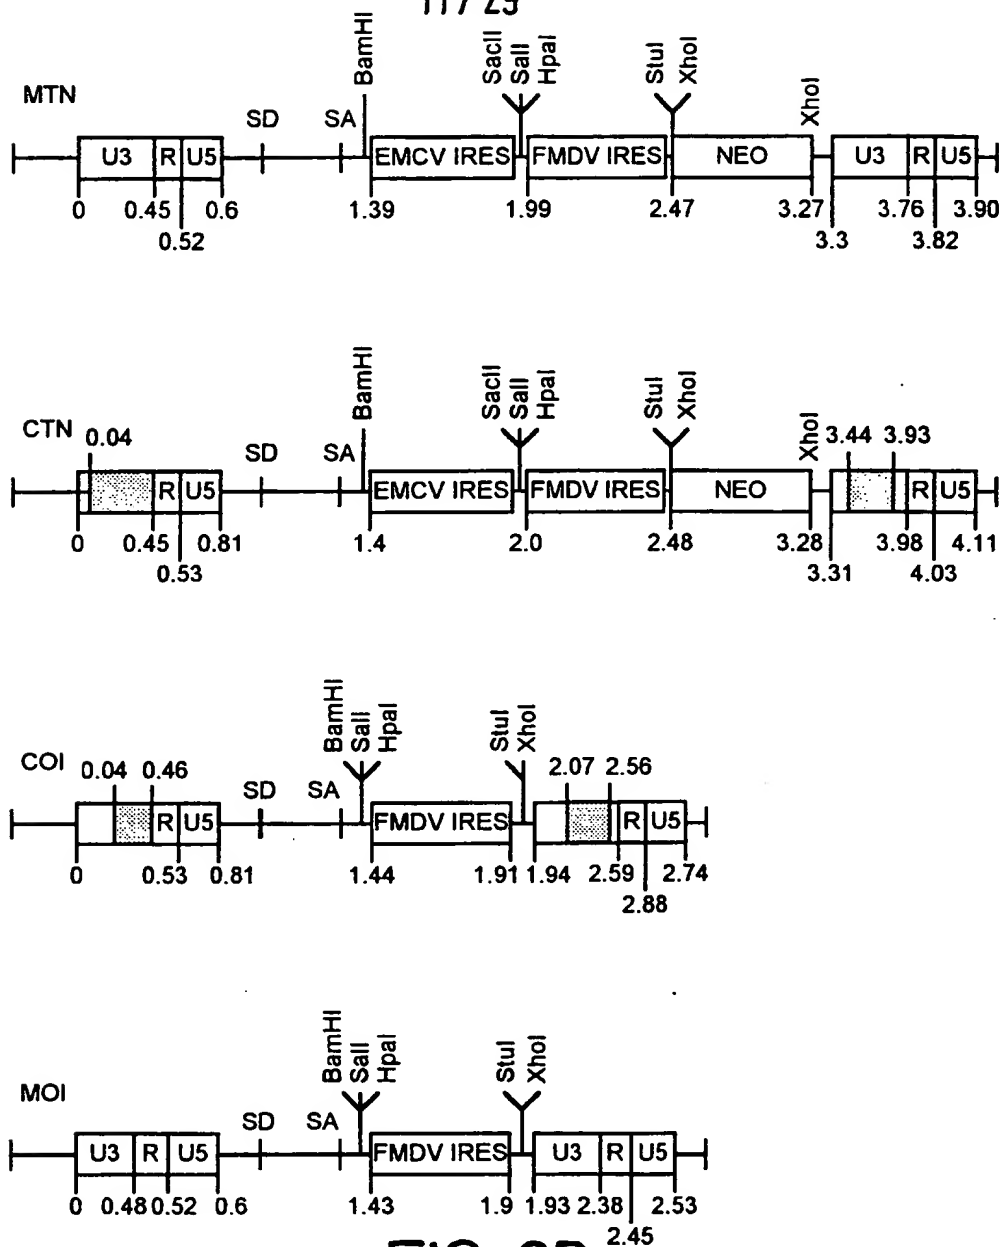 17/29
BamHI SacII SalI HpaI StuI XhoI
MTN SD SA XhoI
U3 R U5 EMCV IRES FMDV IRES NEO U3 R U5
0 0.45 0.6 1.39 1.99 2.47 3.27 3.76 3.90
0.52 3.3 3.82
BamHI SacII SalI HpaI StuI XhoI
CTN 0.04 SD SA XhoI 3.44 3.93
R U5 EMCV IRES FMDV IRES NEO R U5
0 0.45 0.81 1.4 2.0 2.48 3.28 3.98 4.11
0.53 3.31 4.03
BamHI SalI HpaI StuI XhoI
COI 0.04 0.46 SD SA 2.07 2.56
R U5 FMDV IRES R U5
0 0.53 0.81 1.44 1.91 1.94 2.59 2.74
2.88
BamHI SalI HpaI StuI XhoI
MOI SD SA
U3 R U5 FMDV IRES U3 R U5
0 0.48 0.52 0.6 1.43 1.9 1.93 2.38 2.53
2.45